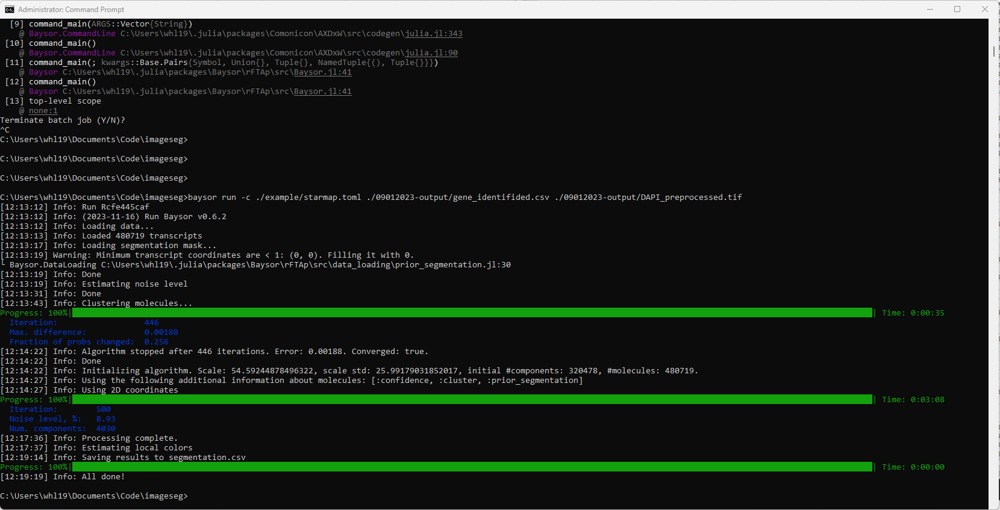 Administrator: Command Prompt
[9] command_main(ARGS::Vector{String})
@ Baysor.CommandLine C:\Users\whl19\.julia\packages\Comonicon\AXDxW\src\codegen\julia.jl:343
[10] command_main()
@ Baysor.CommandLine C:\Users\whl19\.julia\packages\Comonicon\AXDxW\src\codegen\julia.jl:90
[11] command_main(; kwargs::Base.Pairs{Symbol, Union{}, Tuple{}, NamedTuple{(), Tuple{}}})
@ Baysor C:\Users\whl19\.julia\packages\Baysor\rFTAp\src\Baysor.jl:41
[12] command_main()
@ Baysor C:\Users\whl19\.julia\packages\Baysor\rFTAp\src\Baysor.jl:41
[13] top-level scope
@ none:1
Terminate batch job (Y/N)?
^C
C:\Users\whl19\Documents\Code\imageseg>
C:\Users\whl19\Documents\Code\imageseg>
C:\Users\whl19\Documents\Code\imageseg>
C:\Users\whl19\Documents\Code\imageseg>baysor run -c ./example/starmap.toml ./09012023-output/gene_identifided.csv ./09012023-output/DAPI_preprocessed.tif
[12:13:12] Info: Run Rcfe445caf
[12:13:12] Info: (2023-11-16) Run Baysor v0.6.2
[12:13:12] Info: Loading data...
[12:13:13] Info: Loaded 480719 transcripts
[12:13:17] Info: Loading segmentation mask...
[12:13:19] Warning: Minimum transcript coordinates are < 1: (0, 0). Filling it with 0.
└ Baysor.DataLoading C:\Users\whl19\.julia\packages\Baysor\rFTAp\src\data_loading\prior_segmentation.jl:30
[12:13:19] Info: Done
[12:13:19] Info: Estimating noise level
[12:13:31] Info: Done
[12:13:43] Info: Clustering molecules...
Progress: 100%| | Time: 0:00:35
Iteration: 446
Max. difference: 0.00188
Fraction of probs changed: 0.256
[12:14:22] Info: Algorithm stopped after 446 iterations. Error: 0.00188. Converged: true.
[12:14:22] Info: Done
[12:14:22] Info: Initializing algorithm. Scale: 54.59244878496322, scale std: 25.99179031852017, initial #components: 320478, #molecules: 480719.
[12:14:27] Info: Using the following additional information about molecules: [:confidence, :cluster, :prior_segmentation]
[12:14:27] Info: Using 2D coordinates
Progress: 100%| | Time: 0:03:08
Iteration: 500
Noise level, %: 8.93
Num. components: 4030
[12:17:36] Info: Processing complete.
[12:17:37] Info: Estimating local colors
[12:19:14] Info: Saving results to segmentation.csv
Progress: 100%| | Time: 0:00:00
[12:19:19] Info: All done!
C:\Users\whl19\Documents\Code\imageseg>